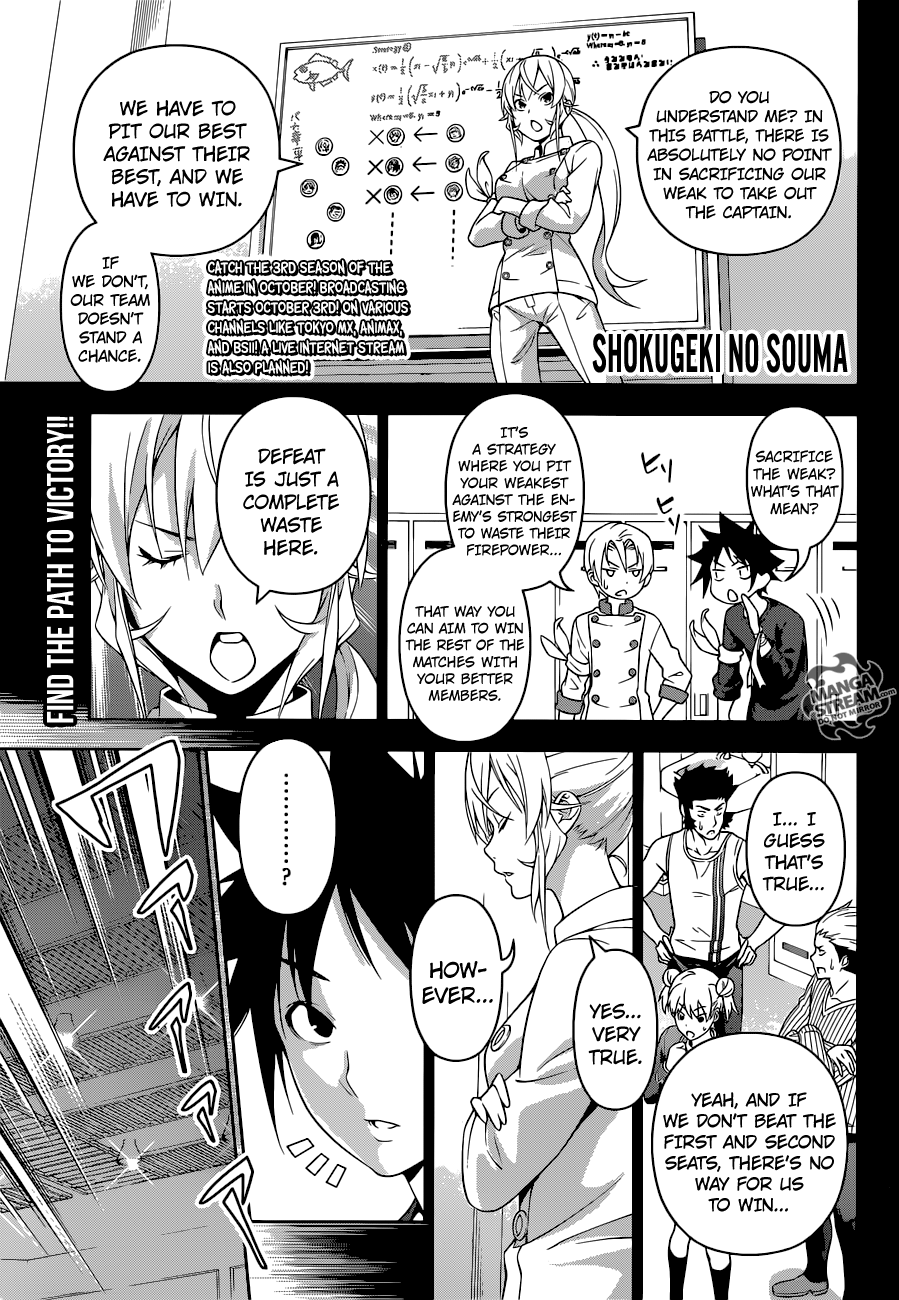 DO YOU
UNDERSTAND ME? IN
THIS BATTLE, THERE IS
ABSOLUTELY NO POINT
IN SACRIFICING OUR
WEAK TO TAKE OUT
THE CAPTAIN.
WE HAVE TO
PIT OUR BEST
AGAINST THEIR
BEST, AND WE
HAVE TO WIN.
IF
WE DON'T,
OUR TEAM
DOESN'T
STAND A
CHANCE.
Strategy
CATCH THE 3RD SEASON OF THE
ANIME IN OCTOBER! BROADCASTING
STARTS OCTOBER 3RD! ON VARIOUS
CHANNELS LIKE TOKYO MX, ANIMAX,
AND BS11! A LIVE INTERNET STREAM
IS ALSO PLANNED!
SHOKUGEKI NO SOUMA
FIND THE PATH TO VICTORY!!
SACRIFICE
THE WEAK?
WHAT'S THAT
MEAN?
ヒソ
ヒソ
IT'S
A STRATEGY
WHERE YOU PIT
YOUR WEAKEST
AGAINST THE EN-
EMY'S STRONGEST
TO WASTE THEIR
FIREPOWER...
THAT WAY YOU
CAN AIM TO WIN
THE REST OF THE
MATCHES WITH
YOUR BETTER
MEMBERS.
DEFEAT
IS JUST A
COMPLETE
WASTE
HERE.
MANGA
STREAM.COM
DO NOT MIRROR
I... I
GUESS
THAT'S
TRUE...
YEAH, AND IF
WE DON'T BEAT THE
FIRST AND SECOND
SEATS, THERE'S NO
WAY FOR US
TO WIN...
YES...
VERY
TRUE.
HOW-
EVER...
.........
?